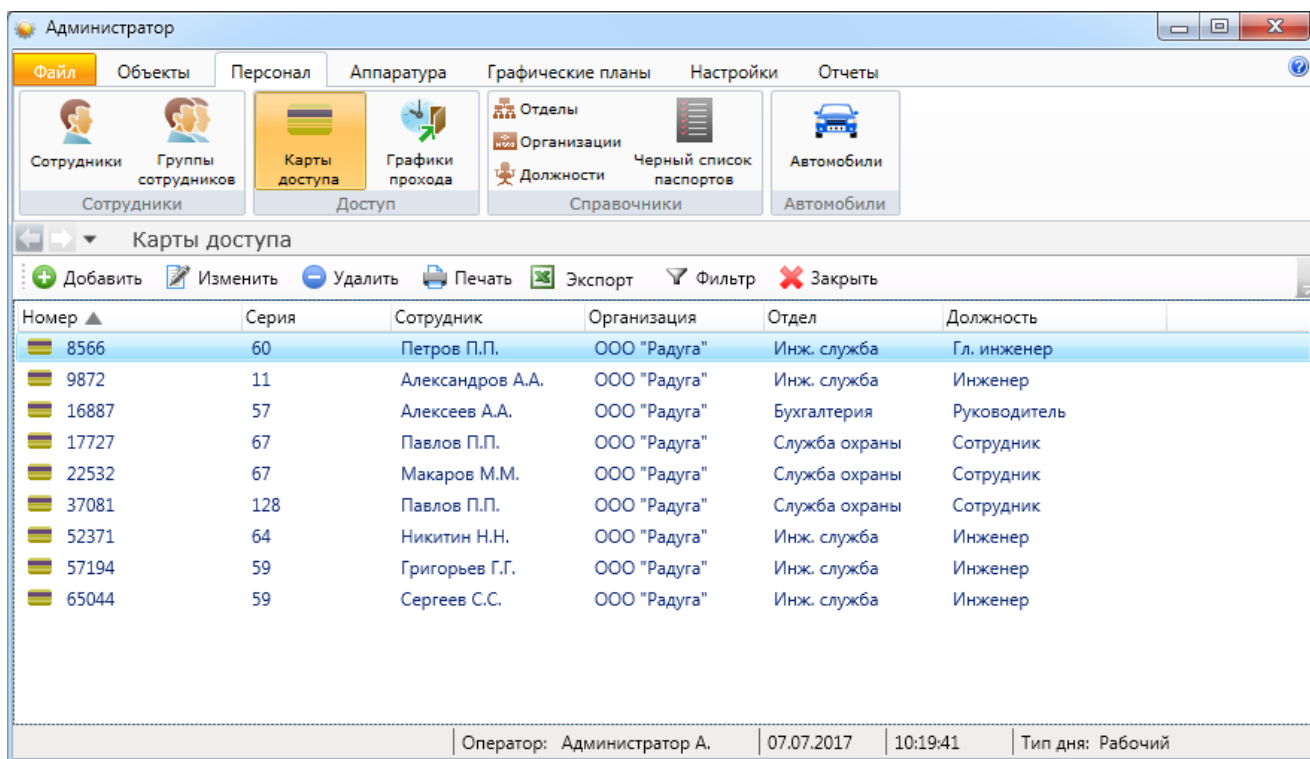 Администратор
Файл Объекты Персонал Аппаратура Графические планы Настройки Отчеты
Сотрудники
Группы сотрудников
Сотрудники
Карты доступа
Графики прохода
Доступ
Отделы
Организации
Должности
Черный список паспортов
Справочники
Автомобили
Автомобили
Карты доступа
Добавить Изменить Удалить Печать Экспорт Фильтр Закрыть
Номер Серия Сотрудник Организация Отдел Должность
8566 60 Петров П.П. ООО "Радуга" Инж. служба Гл. инженер
9872 11 Александров А.А. ООО "Радуга" Инж. служба Инженер
16887 57 Алексеев А.А. ООО "Радуга" Бухгалтерия Руководитель
17727 67 Павлов П.П. ООО "Радуга" Служба охраны Сотрудник
22532 67 Макаров М.М. ООО "Радуга" Служба охраны Сотрудник
37081 128 Павлов П.П. ООО "Радуга" Служба охраны Сотрудник
52371 64 Никитин Н.Н. ООО "Радуга" Инж. служба Инженер
57194 59 Григорьев Г.Г. ООО "Радуга" Инж. служба Инженер
65044 59 Сергеев С.С. ООО "Радуга" Инж. служба Инженер
Оператор: Администратор А. 07.07.2017 10:19:41 Тип дня: Рабочий